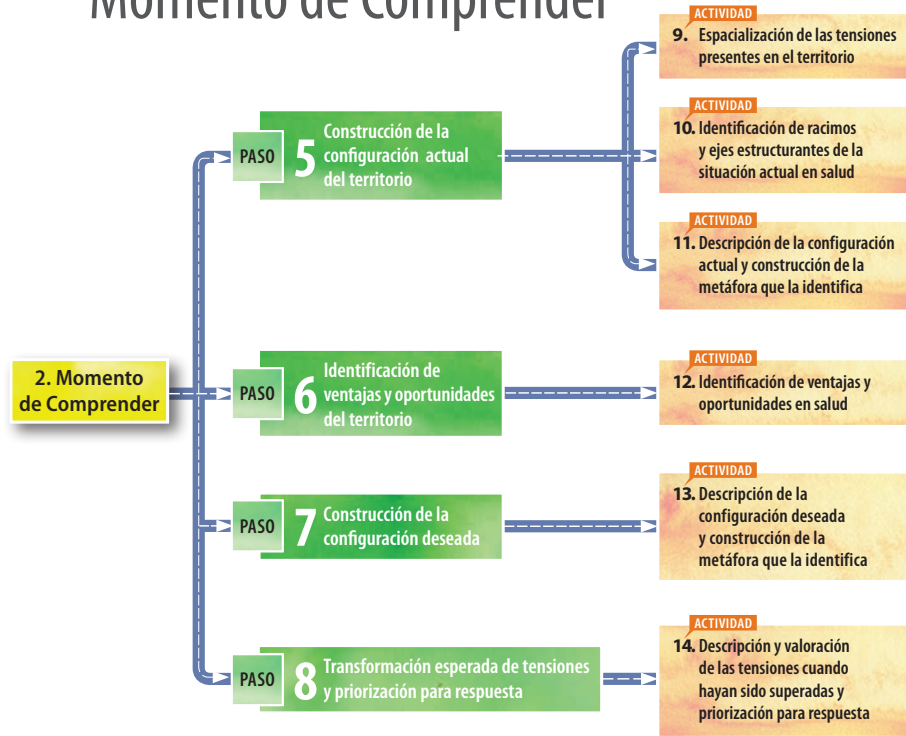 Momento de Comprender
ACTIVIDAD
9. Espacialización de las tensiones
presentes en el territorio
ACTIVIDAD
10. Identificación de racimos
y ejes estructurantes de la
situación actual en salud
ACTIVIDAD
11. Descripción de la configuración
actual y construcción de la
metáfora que la identifica
PASO
5
Construcción de la
configuración actual
del territorio
2. Momento
de Comprender
PASO
6
Identificación de
ventajas y oportunidades
del territorio
ACTIVIDAD
12. Identificación de ventajas y
oportunidades en salud
PASO
7
Construcción de la
configuración deseada
ACTIVIDAD
13. Descripción de la
configuración deseada
y construcción de la
metáfora que la identifica
PASO
8
Transformación esperada de tensiones
y priorización para respuesta
ACTIVIDAD
14. Descripción y valoración
de las tensiones cuando
hayan sido superadas y
priorización para respuesta